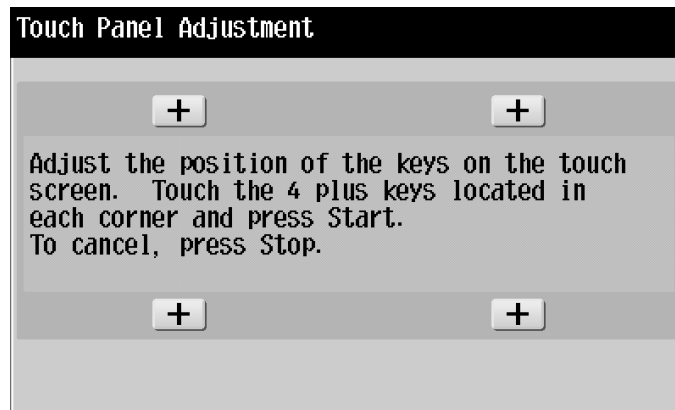 Touch Panel Adjustment
+ +
Adjust the position of the keys on the touch
screen. Touch the 4 plus keys located in
each corner and press Start.
To cancel, press Stop.
+ +